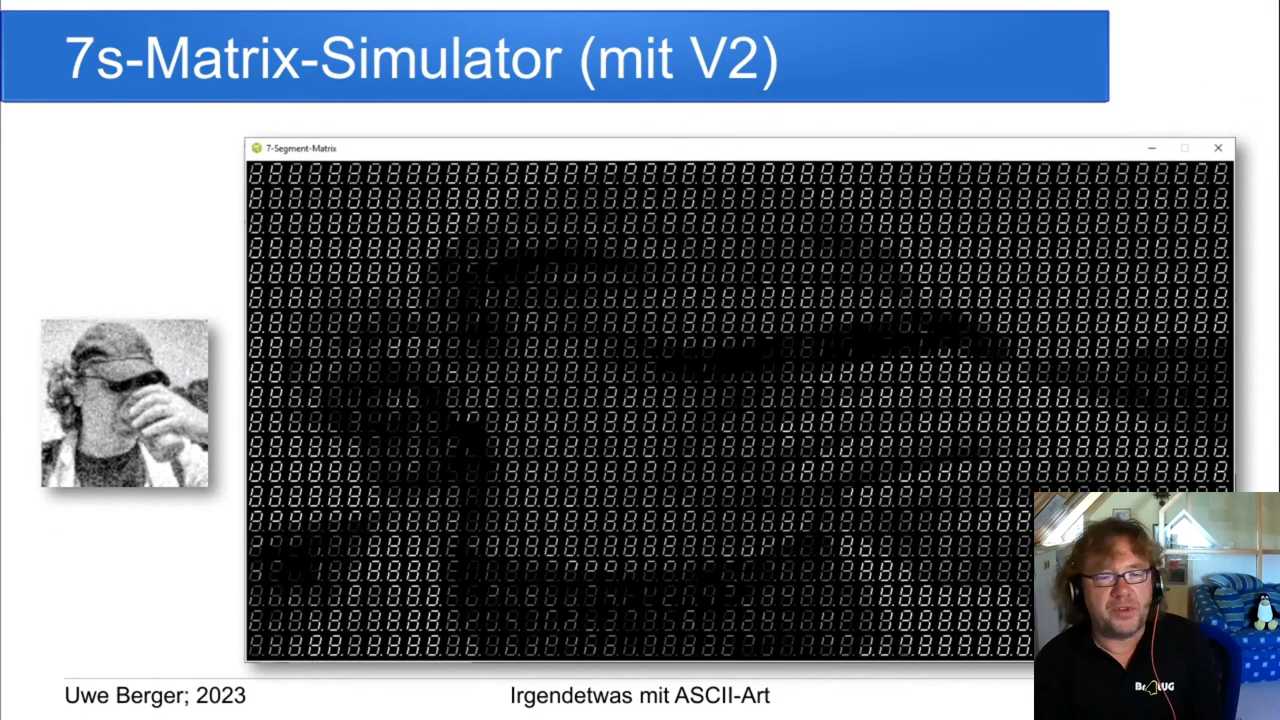 7s-Matrix-Simulator (mit V2)
7-Segment-Matrix
Uwe Berger; 2023
Irgendetwas mit ASCII-Art